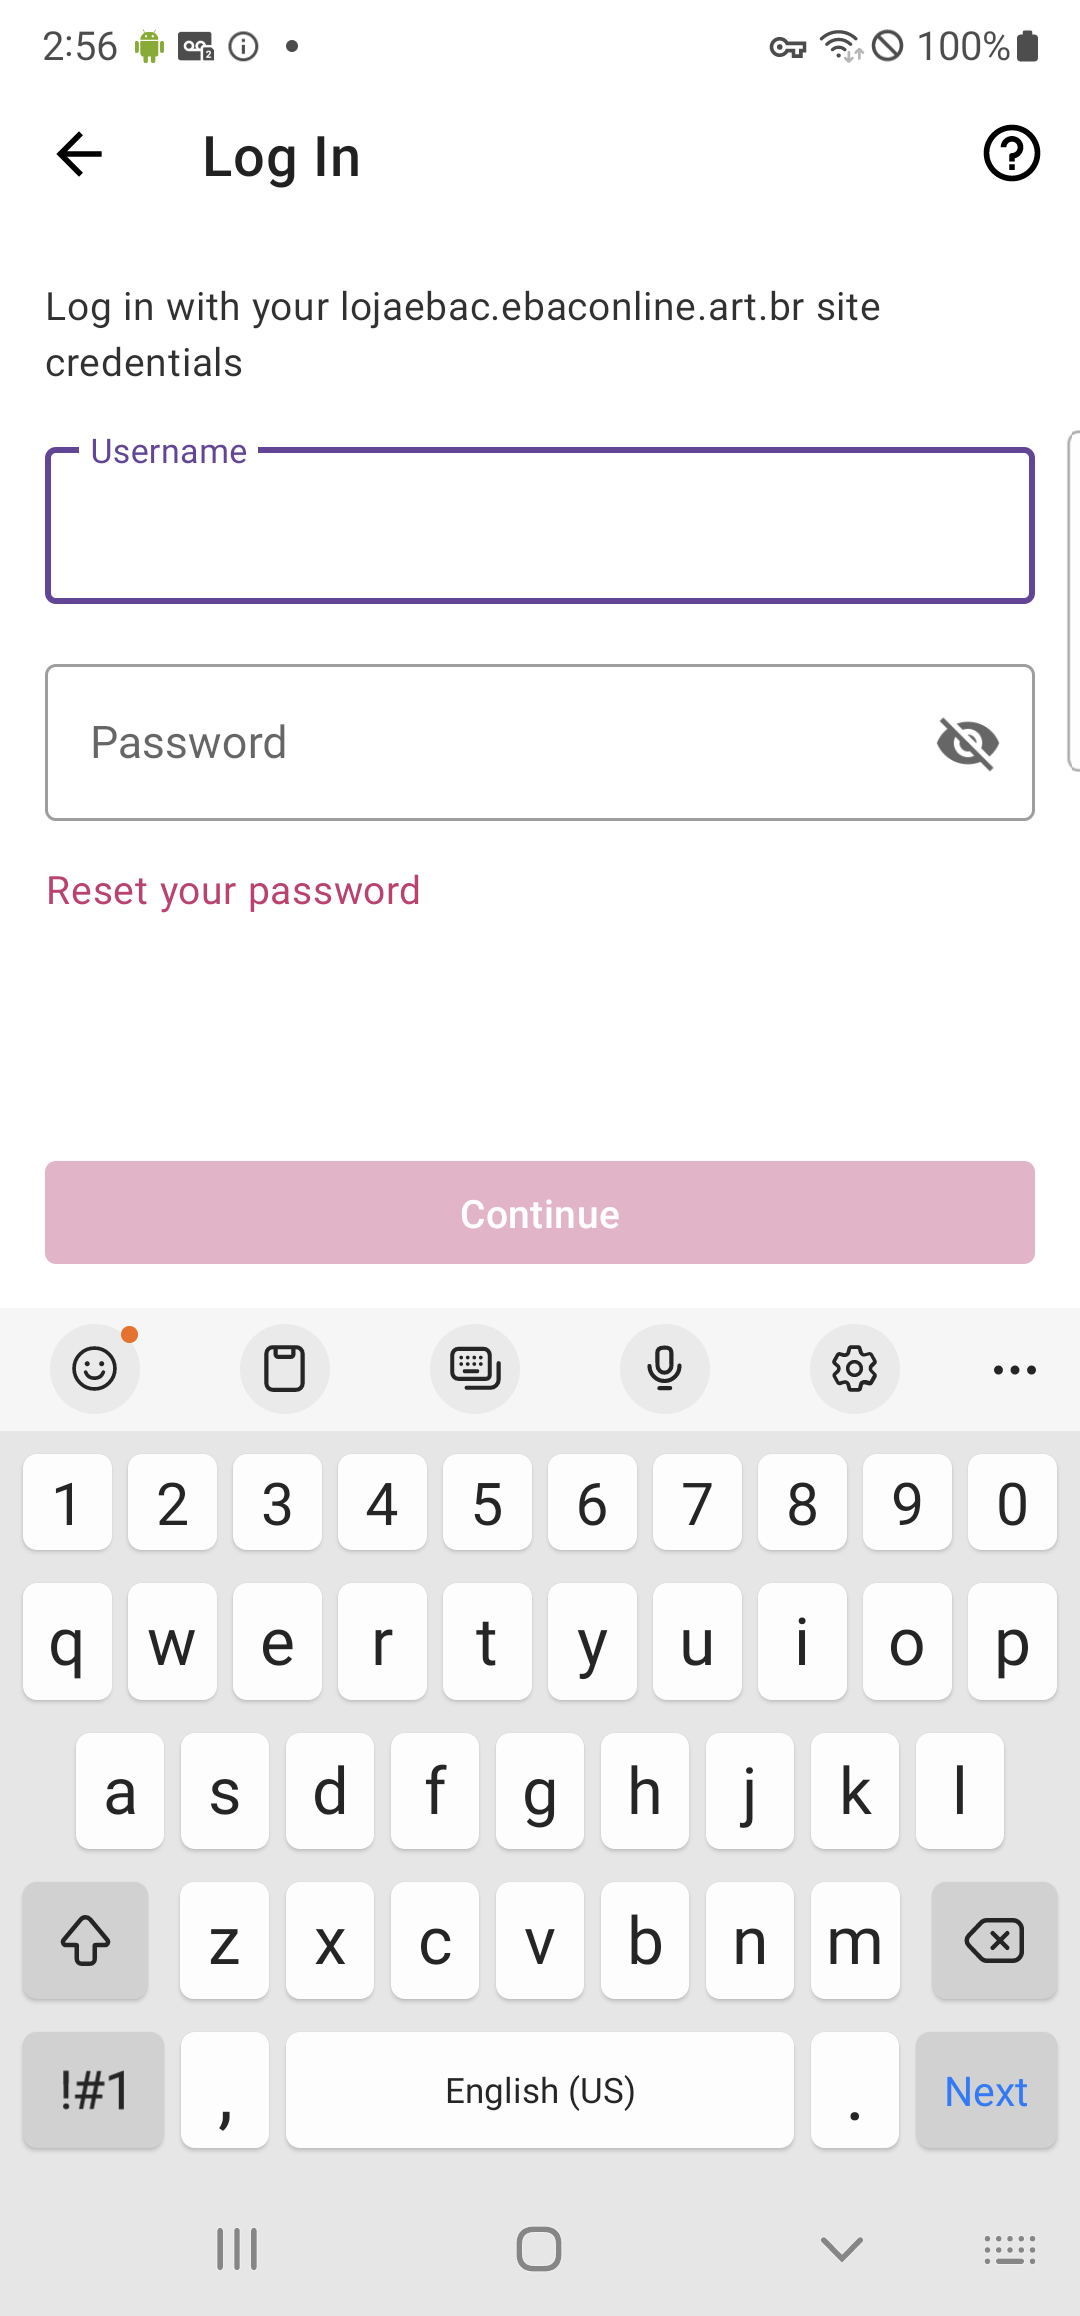 2:56
100%
Log In
Log in with your lojaebac.ebaconline.art.br site
credentials
Username
Password
Reset your password
Continue
1 2 3 4 5 6 7 8 9 0
q w e r t y u i o p
a s d f g h j k l
z x c v b n m
!#1 , English (US) . Next